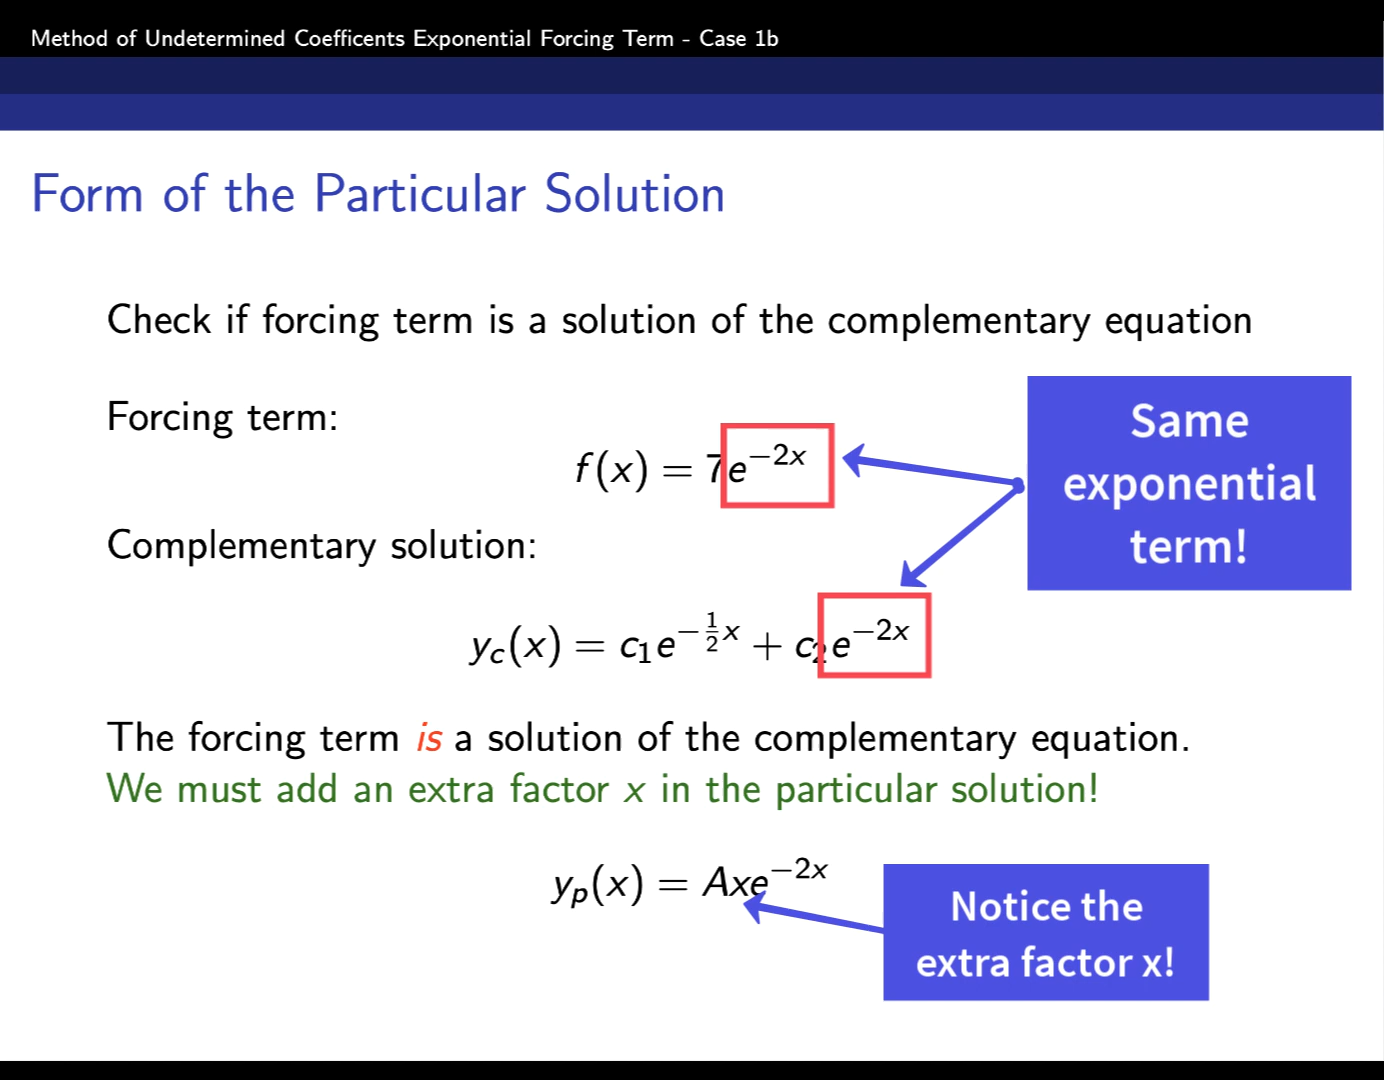 Method of Undetermined Coefficents Exponential Forcing Term - Case 1b
Form of the Particular Solution
Check if forcing term is a solution of the complementary equation
Forcing term:
f(x) = 7e^{-2x}
Same
exponential
term!
Complementary solution:
y_c(x) = c_1e^{-\frac{1}{2}x} + c_2e^{-2x}
The forcing term is a solution of the complementary equation.
We must add an extra factor x in the particular solution!
y_p(x) = Axe^{-2x}
Notice the
extra factor x!